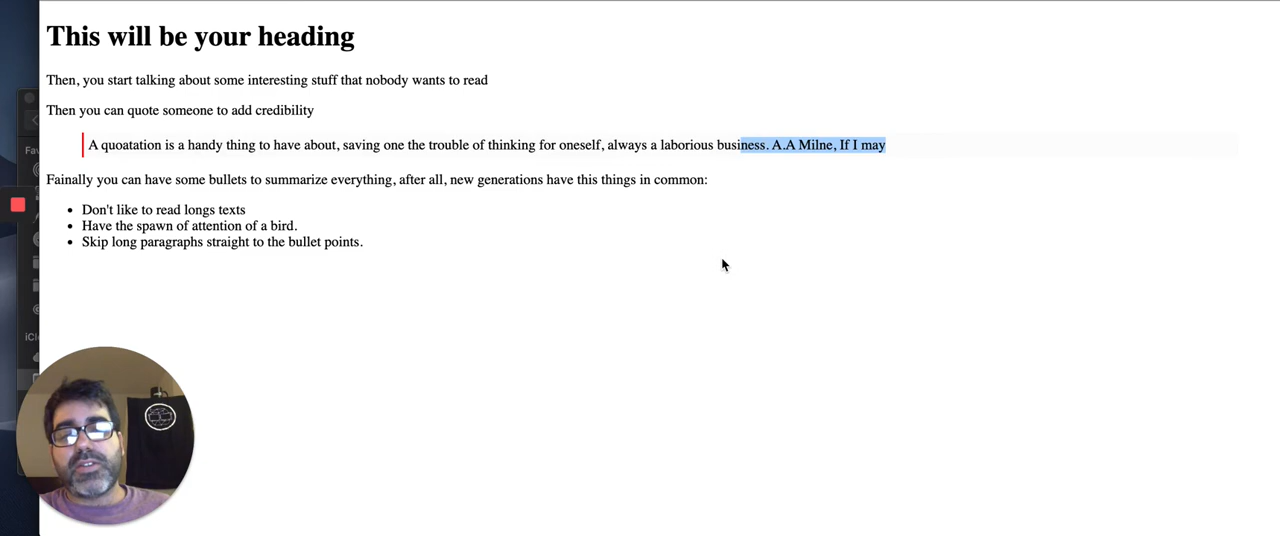 This will be your heading
Then, you start talking about some interesting stuff that nobody wants to read
Then you can quote someone to add credibility
A quoatation is a handy thing to have about, saving one the trouble of thinking for oneself, always a laborious business. A.A Milne, If I may
Fainally you can have some bullets to summarize everything, after all, new generations have this things in common:
Don't like to read longs texts
Have the spawn of attention of a bird.
Skip long paragraphs straight to the bullet points.